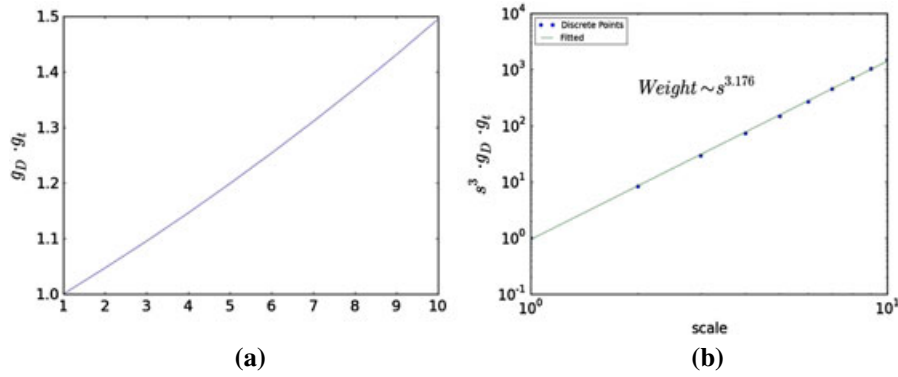 1.5
1.4
1.3
1.2
1.1
1.0
g_D · g_t
1 2 3 4 5 6 7 8 9 10
(a)
10^4
10^3
10^2
10^1
10^0
10^-1
s^3 · g_D · g_t
Discrete Points
Fitted
Weight ~ s^3.176
10^0 10^1
scale
(b)